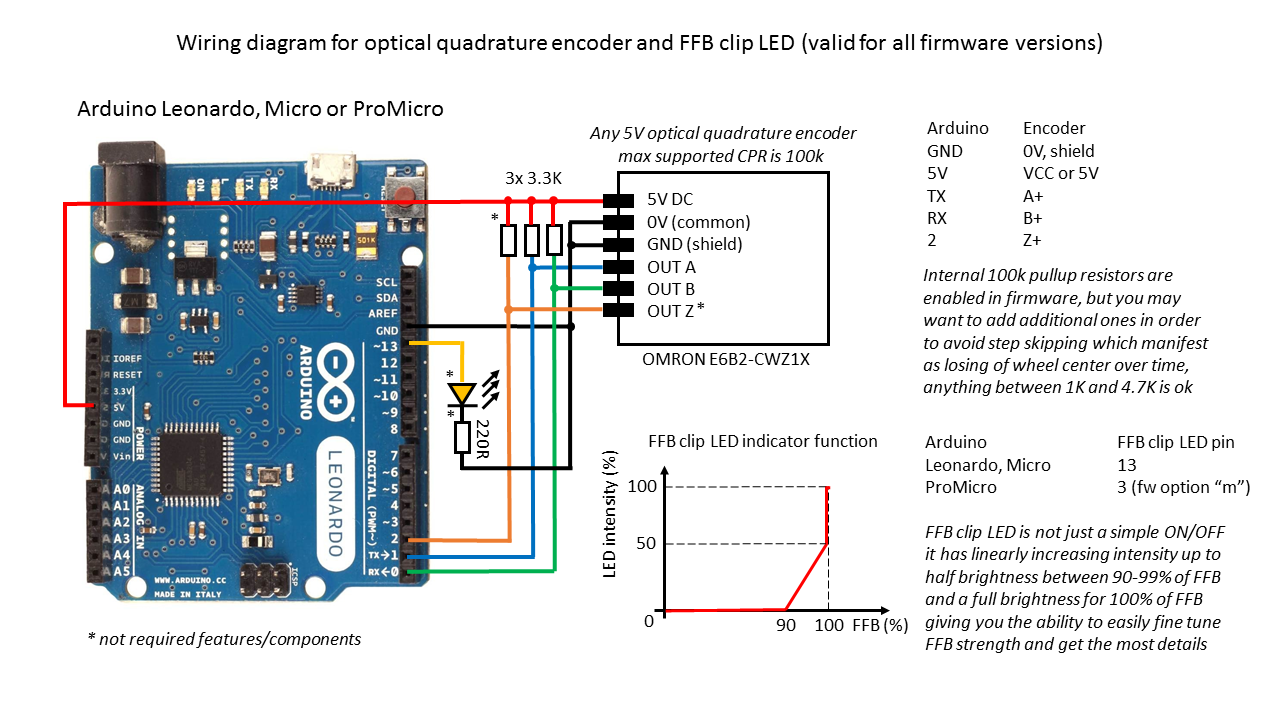 Wiring diagram for optical quadrature encoder and FFB clip LED (valid for all firmware versions)
Arduino Leonardo, Micro or ProMicro
Any 5V optical quadrature encoder
max supported CPR is 100k
3x 3.3K
*
5V DC
0V (common)
GND (shield)
OUT A
OUT B
OUT Z*
OMRON E6B2-CWZ1X
Arduino Encoder
GND 0V, shield
5V VCC or 5V
TX A+
RX B+
2 Z+
Internal 100k pullup resistors are
enabled in firmware, but you may
want to add additional ones in order
to avoid step skipping which manifest
as losing of wheel center over time,
anything between 1K and 4.7K is ok
Arduino FFB clip LED pin
Leonardo, Micro 13
ProMicro 3 (fw option “m”)
FFB clip LED is not just a simple ON/OFF
it has linearly increasing intensity up to
half brightness between 90-99% of FFB
and a full brightness for 100% of FFB
giving you the ability to easily fine tune
FFB strength and get the most details
FFB clip LED indicator function
LED intensity (%)
100
50
0
90
100
FFB (%)
*
*
220R
ON
L
TX
RX
501X
SCL
SDA
AREF
GND
~13
12
~11
~10
~9
8
7
~6
~5
4
~3
2
TX→1
RX←0
DIGITAL (PWM~)
ARDUINO
LEONARDO
IOREF
RESET
3.3V
5V
GND
GND
Vin
POWER
ANALOG IN
A0
A1
A2
A3
A4
A5
ICSP
WWW.ARDUINO.CC
MADE IN ITALY
* not required features/components